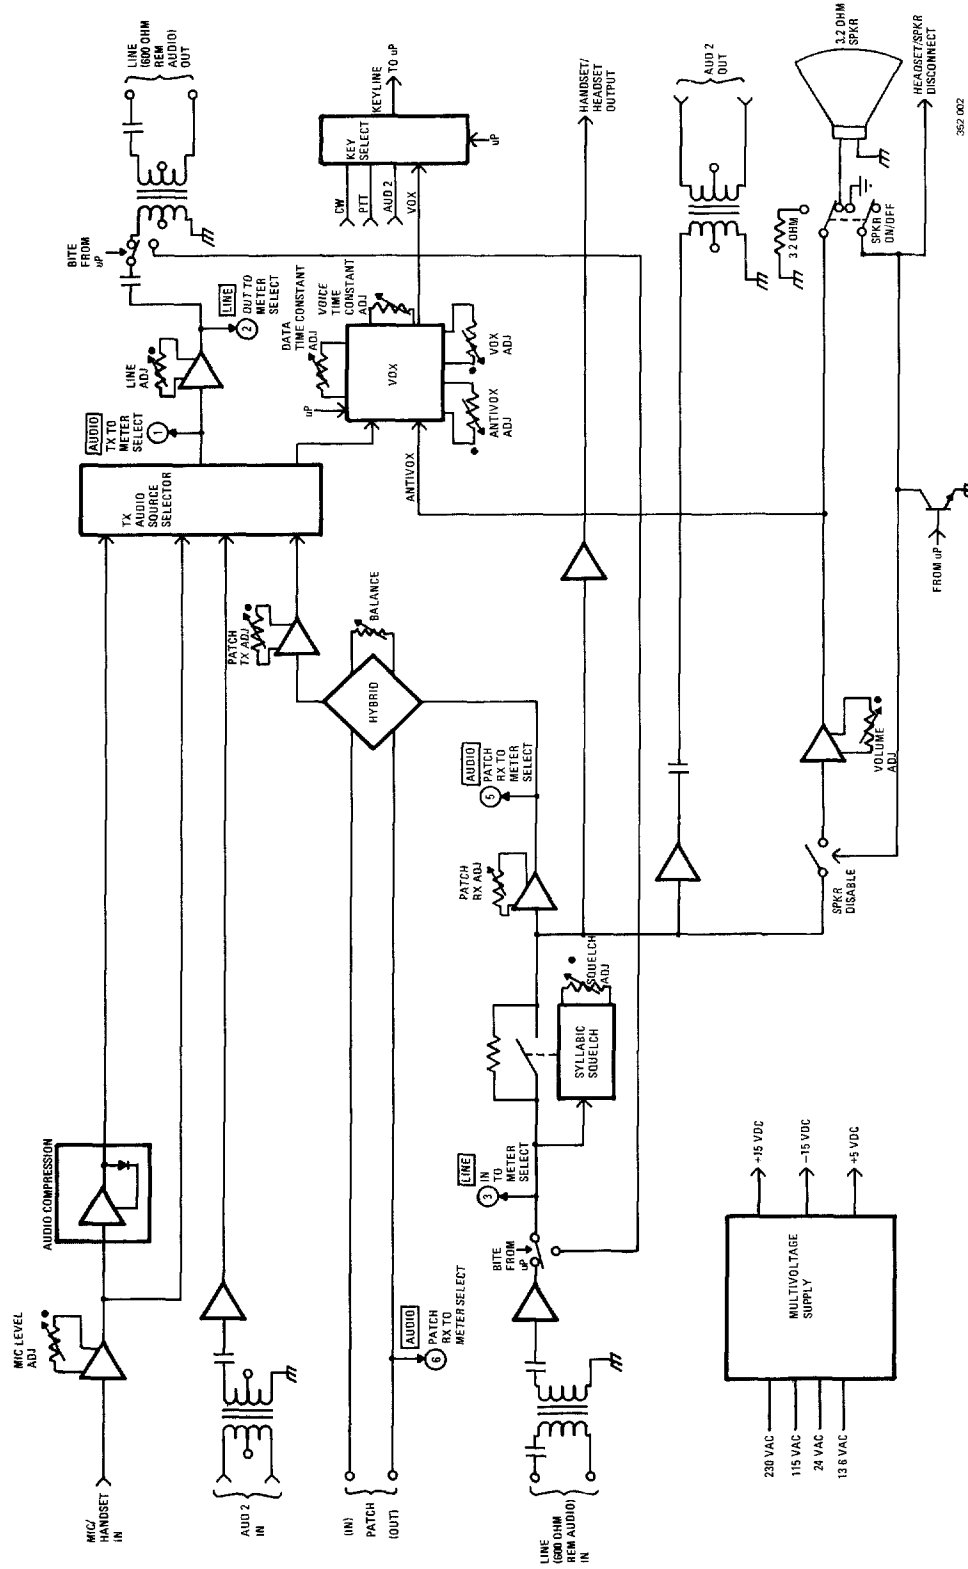 MIC/
HANDSET
IN
MIC LEVEL
ADJ
AUDIO COMPRESSION
TX
AUDIO
SOURCE
SELECTOR
AUDIO
TX TO
METER
SELECT
1
LINE
ADJ
LINE
OUT TO
METER
SELECT
2
BITE
FROM
uP
LINE
(600 OHM
REM
AUDIO)
OUT
AUD 2
IN
PATCH
TX ADJ
DATA
TIME CONSTANT
ADJ
VOICE
TIME
CONSTANT
ADJ
uP
VOX
ANTIVOX
ANTIVOX
ADJ
VOX
ADJ
CW
PTT
AUD 2
VOX
KEY
SELECT
KEYLINE
TO uP
uP
(IN)
PATCH
(OUT)
HYBRID
BALANCE
AUDIO
PATCH
RX TO
METER SELECT
6
AUDIO
PATCH
RX TO
METER
SELECT
5
PATCH
RX ADJ
LINE
(600 OHM
REM AUDIO)
IN
BITE
FROM
uP
LINE
IN
TO
METER
SELECT
3
SYLLABIC
SQUELCH
SQUELCH
ADJ
HANDSET/
HEADSET
OUTPUT
AUD 2
OUT
SPKR
DISABLE
VOLUME
ADJ
3.2 OHM
SPKR
ON/OFF
3.2 OHM
SPKR
HEADSET/SPKR
DISCONNECT
FROM uP
230 VAC
115 VAC
24 VAC
13 6 VAC
MULTIVOLTAGE
SUPPLY
+15 VDC
-15 VDC
+5 VDC
352 002